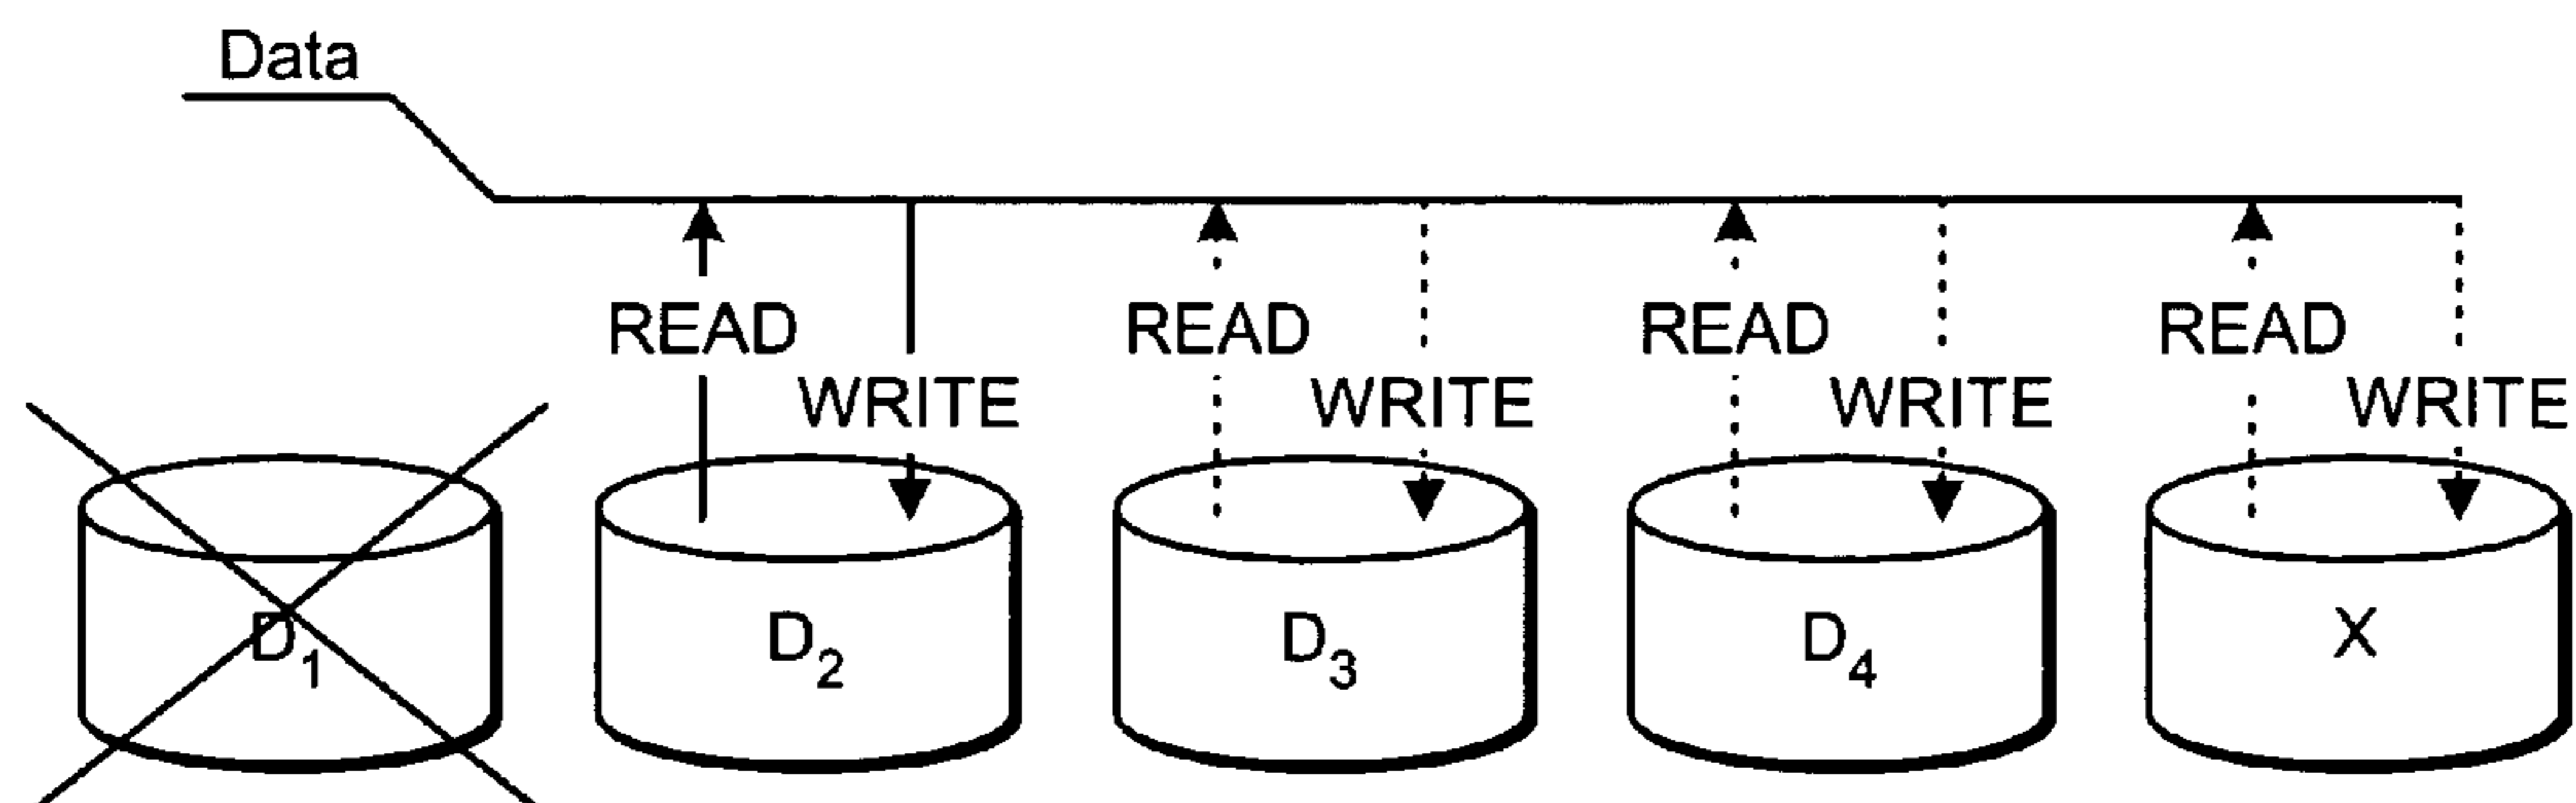 Data
READ READ READ READ
WRITE WRITE WRITE WRITE
D1 D2 D3 D4 X